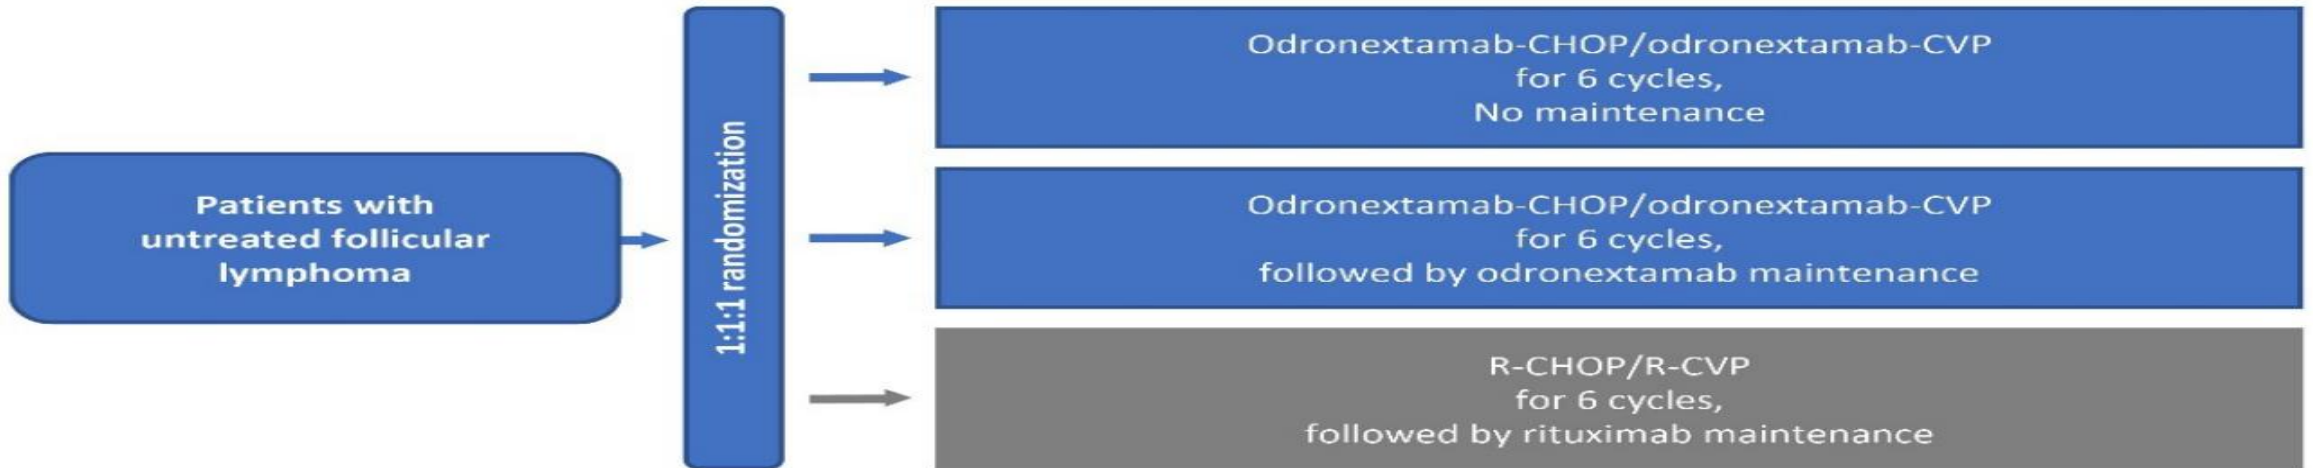 Patients with
untreated follicular
lymphoma
1:1:1 randomization
Odronextamab-CHOP/odronextamab-CVP
for 6 cycles,
No maintenance
Odronextamab-CHOP/odronextamab-CVP
for 6 cycles,
followed by odronextamab maintenance
R-CHOP/R-CVP
for 6 cycles,
followed by rituximab maintenance